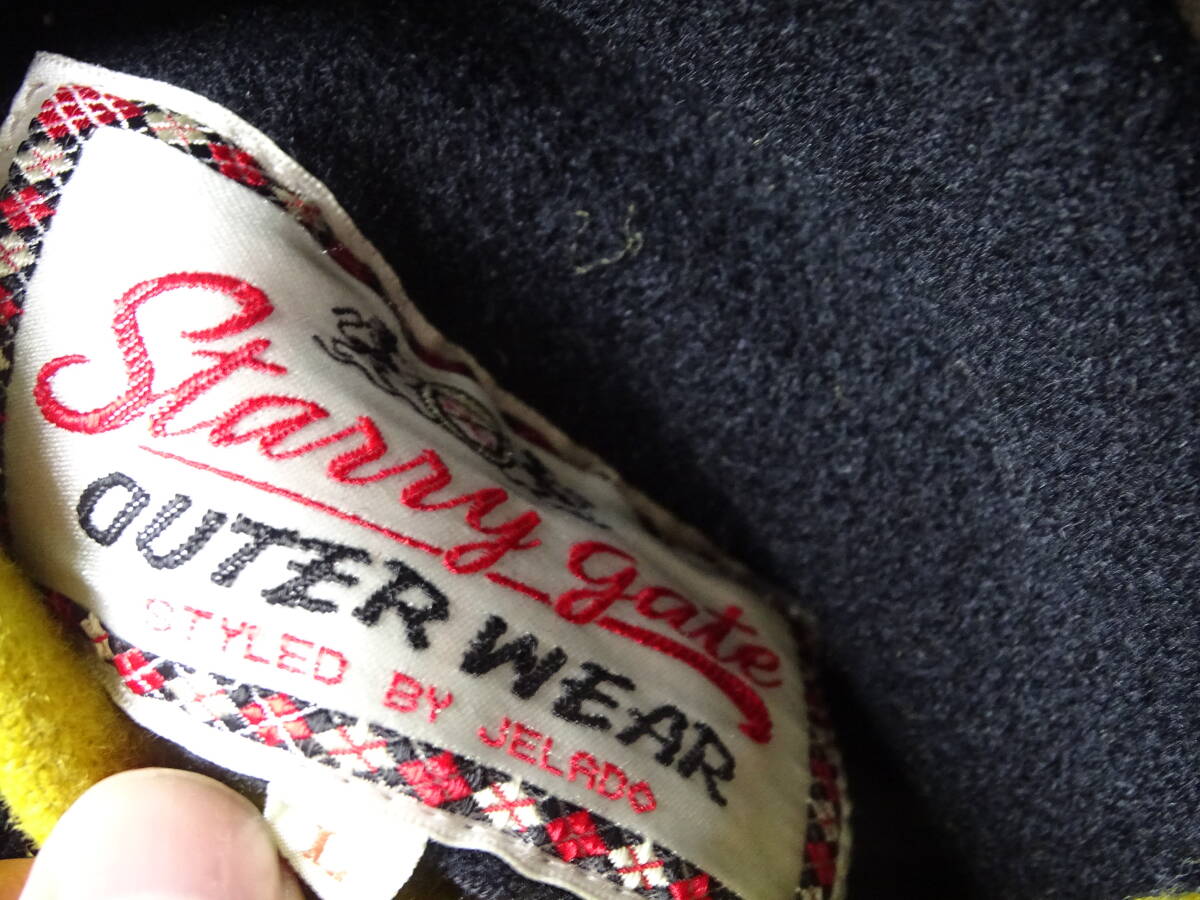 Starry gate
OUTER WEAR
STYLED BY JELADO
L